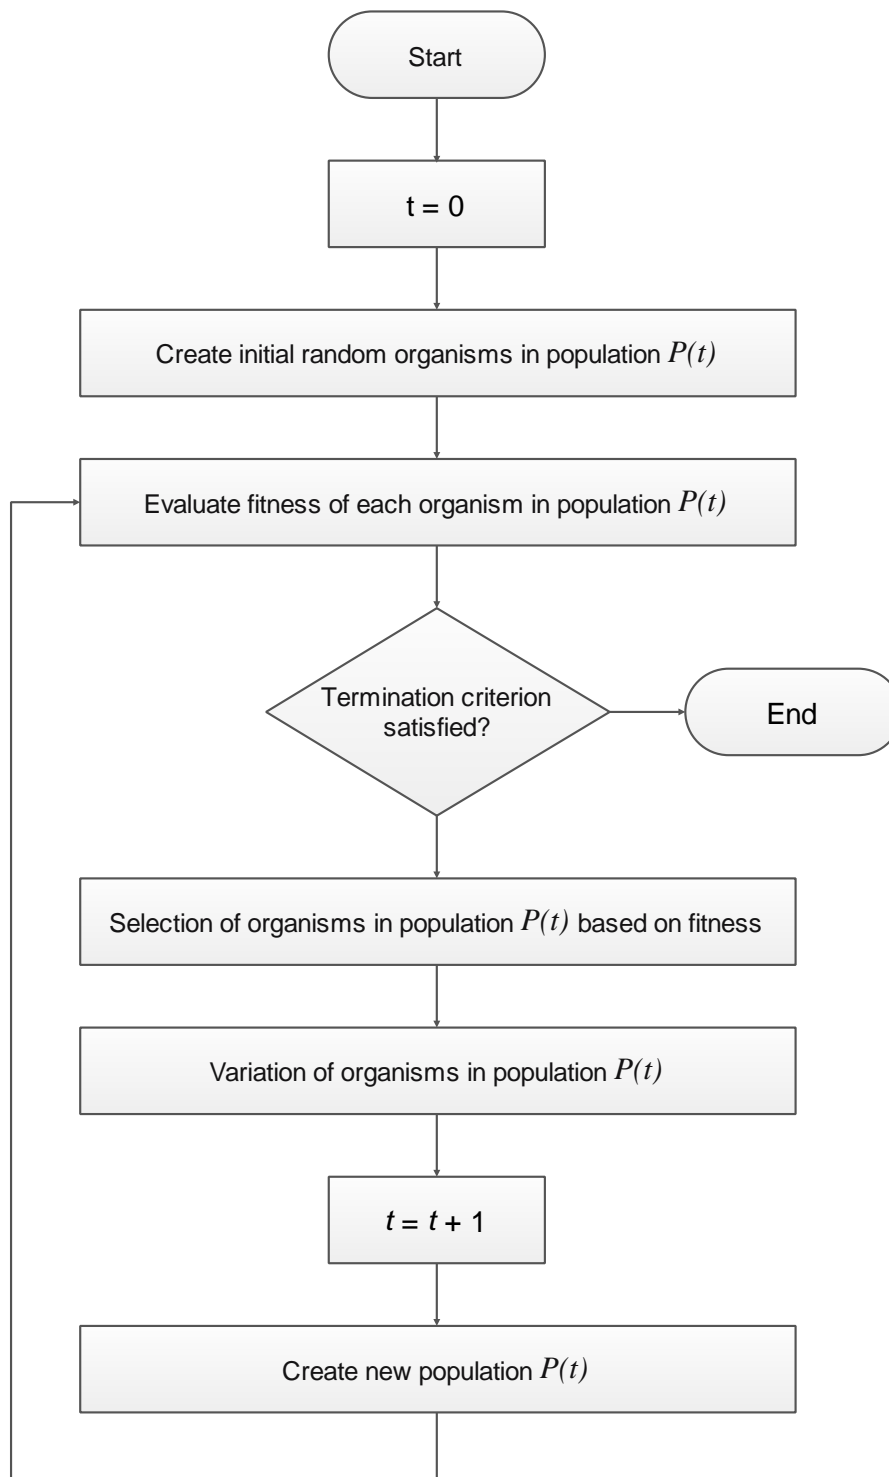 Start
t = 0
Create initial random organisms in population P(t)
Evaluate fitness of each organism in population P(t)
Termination criterion
satisfied?
End
Selection of organisms in population P(t) based on fitness
Variation of organisms in population P(t)
t = t + 1
Create new population P(t)